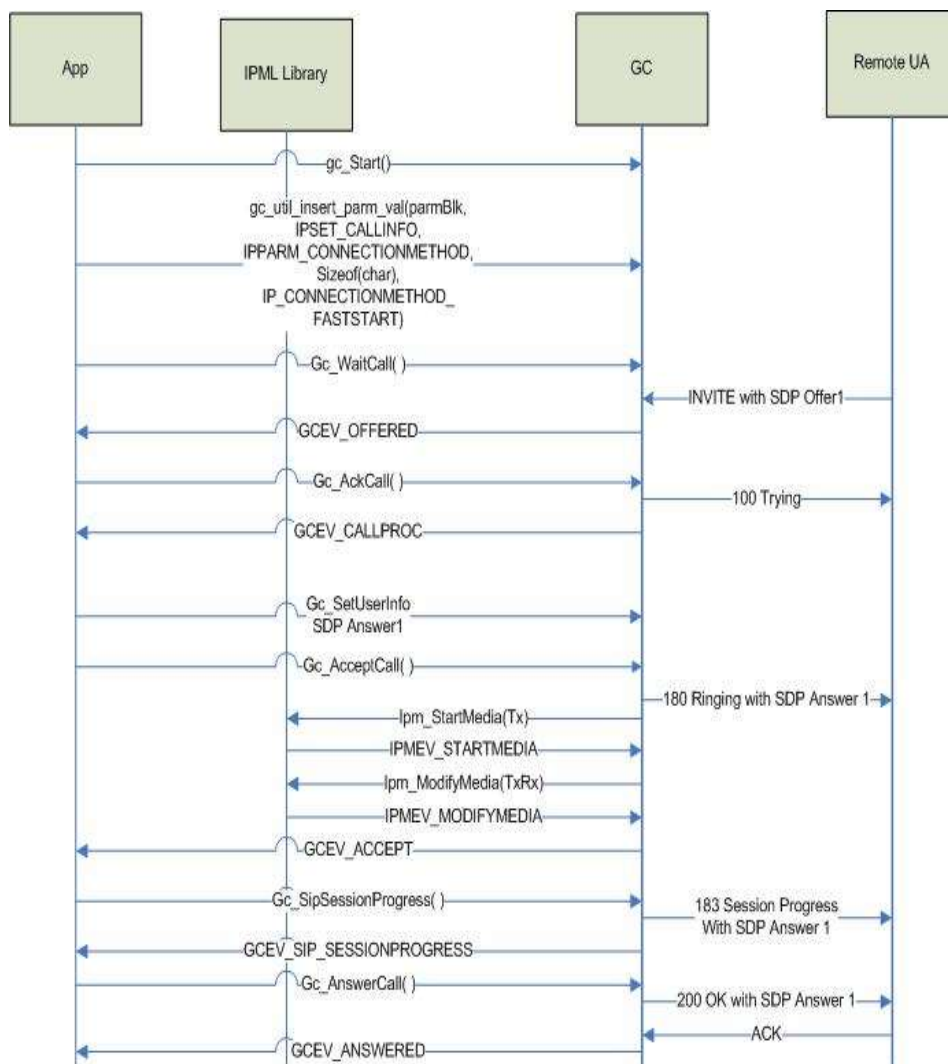 App
IPML Library
GC
Remote UA
gc_Start()
gc_util_insert_parm_val(parmBlk,
IPSET_CALLINFO,
IPPARM_CONNECTIONMETHOD,
Sizeof(char),
IP_CONNECTIONMETHOD_
FASTSTART)
Gc_WaitCall( )
INVITE with SDP Offer1
GCEV_OFFERED
Gc_AckCall( )
100 Trying
GCEV_CALLPROC
Gc_SetUserInfo
SDP Answer1
Gc_AcceptCall( )
180 Ringing with SDP Answer 1
Ipm_StartMedia(Tx)
IPMEV_STARTMEDIA
Ipm_ModifyMedia(TxRx)
IPMEV_MODIFYMEDIA
GCEV_ACCEPT
Gc_SipSessionProgress( )
183 Session Progress
With SDP Answer 1
GCEV_SIP_SESSIONPROGRESS
Gc_AnswerCall( )
200 OK with SDP Answer 1
ACK
GCEV_ANSWERED